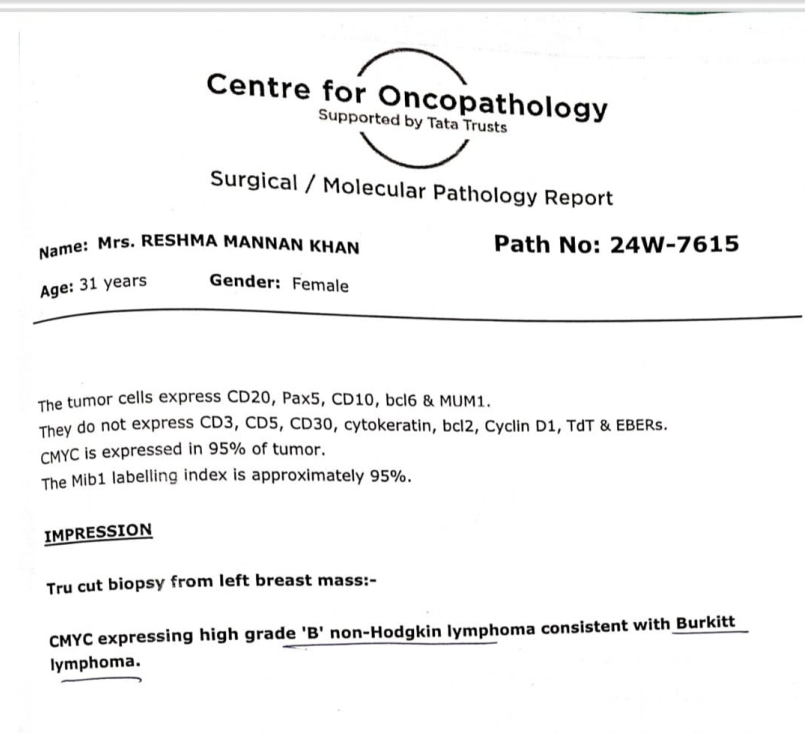 Centre for Oncopathology
Supported by Tata Trusts
Surgical / Molecular Pathology Report
Name: Mrs. RESHMA MANNAN KHAN
Path No: 24W-7615
Age: 31 years
Gender: Female
The tumor cells express CD20, Pax5, CD10, bcl6 & MUM1.
They do not express CD3, CD5, CD30, cytokeratin, bcl2, Cyclin D1, TdT & EBERs.
CMYC is expressed in 95% of tumor.
The Mib1 labelling index is approximately 95%.
IMPRESSION
Tru cut biopsy from left breast mass:-
CMYC expressing high grade 'B' non-Hodgkin lymphoma consistent with Burkitt
lymphoma.